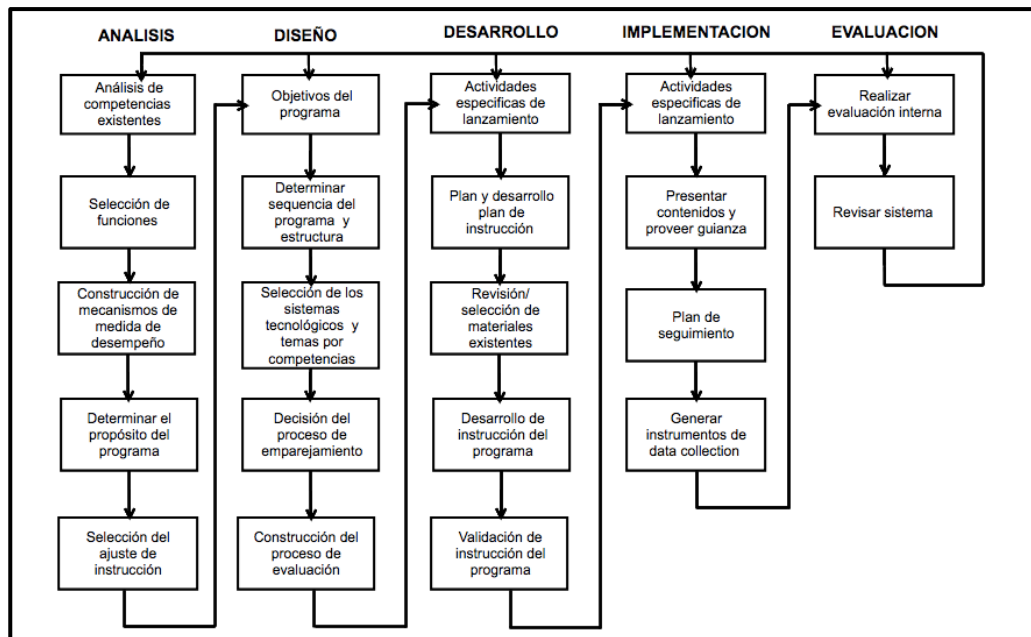 ANALISIS
Análisis de
competencias
existentes
Selección de
funciones
Construcción de
mecanismos de
medida de
desempeño
Determinar el
propósito del
programa
Selección del
ajuste de
instrucción
DISEÑO
Objetivos del
programa
Determinar
sequencia del
programa y
estructura
Selección de los
sistemas
tecnológicos y
temas por
competencias
Decisión del
proceso de
emparejamiento
Construcción del
proceso de
evaluación
DESARROLLO
Actividades
especificas de
lanzamiento
Plan y desarrollo
plan de
instrucción
Revisión/
selección de
materiales
existentes
Desarrollo de
instrucción del
programa
Validación de
instrucción del
programa
IMPLEMENTACION
Actividades
especificas de
lanzamiento
Presentar
contenidos y
proveer guianza
Plan de
seguimiento
Generar
instrumentos de
data collection
EVALUACION
Realizar
evaluación interna
Revisar sistema